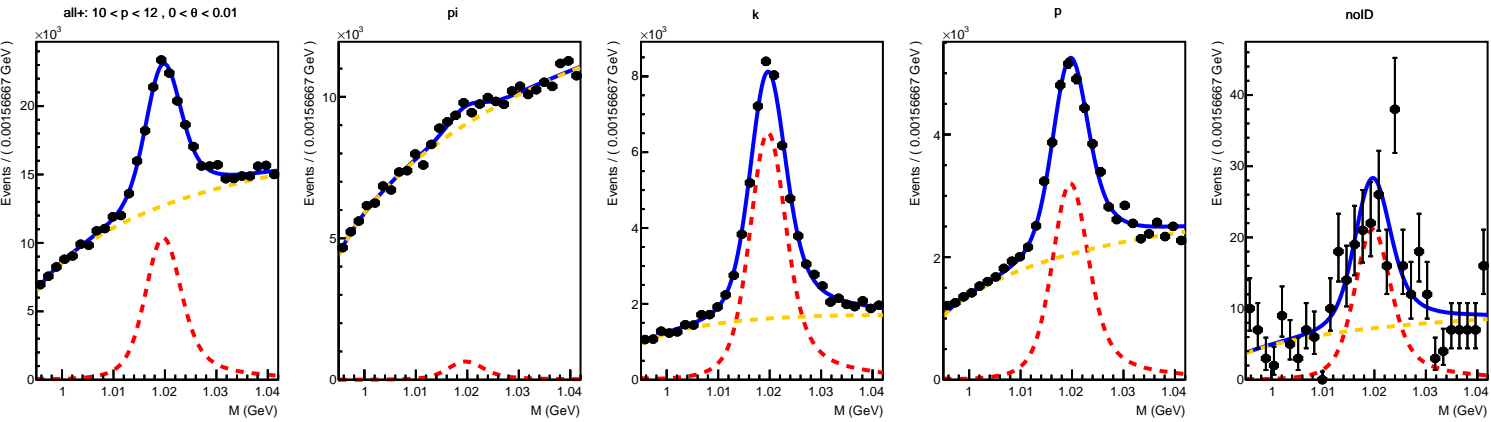 all+: 10 < p < 12 , 0 < θ < 0.01
×10³
Events / ( 0.00156667 GeV )
20
15
10
5
0
1 1.01 1.02 1.03 1.04
M (GeV)
pi
×10³
Events / ( 0.00156667 GeV )
10
5
0
1 1.01 1.02 1.03 1.04
M (GeV)
k
×10³
Events / ( 0.00156667 GeV )
8
6
4
2
0
1 1.01 1.02 1.03 1.04
M (GeV)
p
×10³
Events / ( 0.00156667 GeV )
4
2
0
1 1.01 1.02 1.03 1.04
M (GeV)
noID
Events / ( 0.00156667 GeV )
40
30
20
10
0
1 1.01 1.02 1.03 1.04
M (GeV)